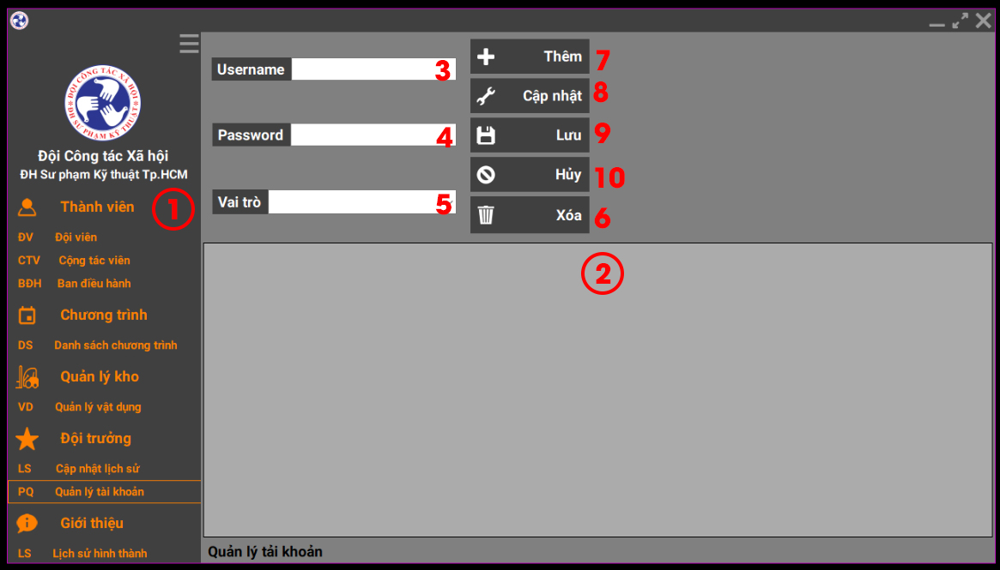 ĐỘI CÔNG TÁC XÃ HỘI
ĐH SƯ PHẠM KỸ THUẬT
Đội Công tác Xã hội
ĐH Sư phạm Kỹ thuật Tp.HCM
Thành viên 1
ĐV Đội viên
CTV Cộng tác viên
BĐH Ban điều hành
Chương trình
DS Danh sách chương trình
Quản lý kho
VD Quản lý vật dụng
Đội trưởng
LS Cập nhật lịch sử
PQ Quản lý tài khoản
Giới thiệu
LS Lịch sử hình thành
Username 3
Password 4
Vai trò 5
Thêm 7
Cập nhật 8
Lưu 9
Hủy 10
Xóa 6
2
Quản lý tải khoản